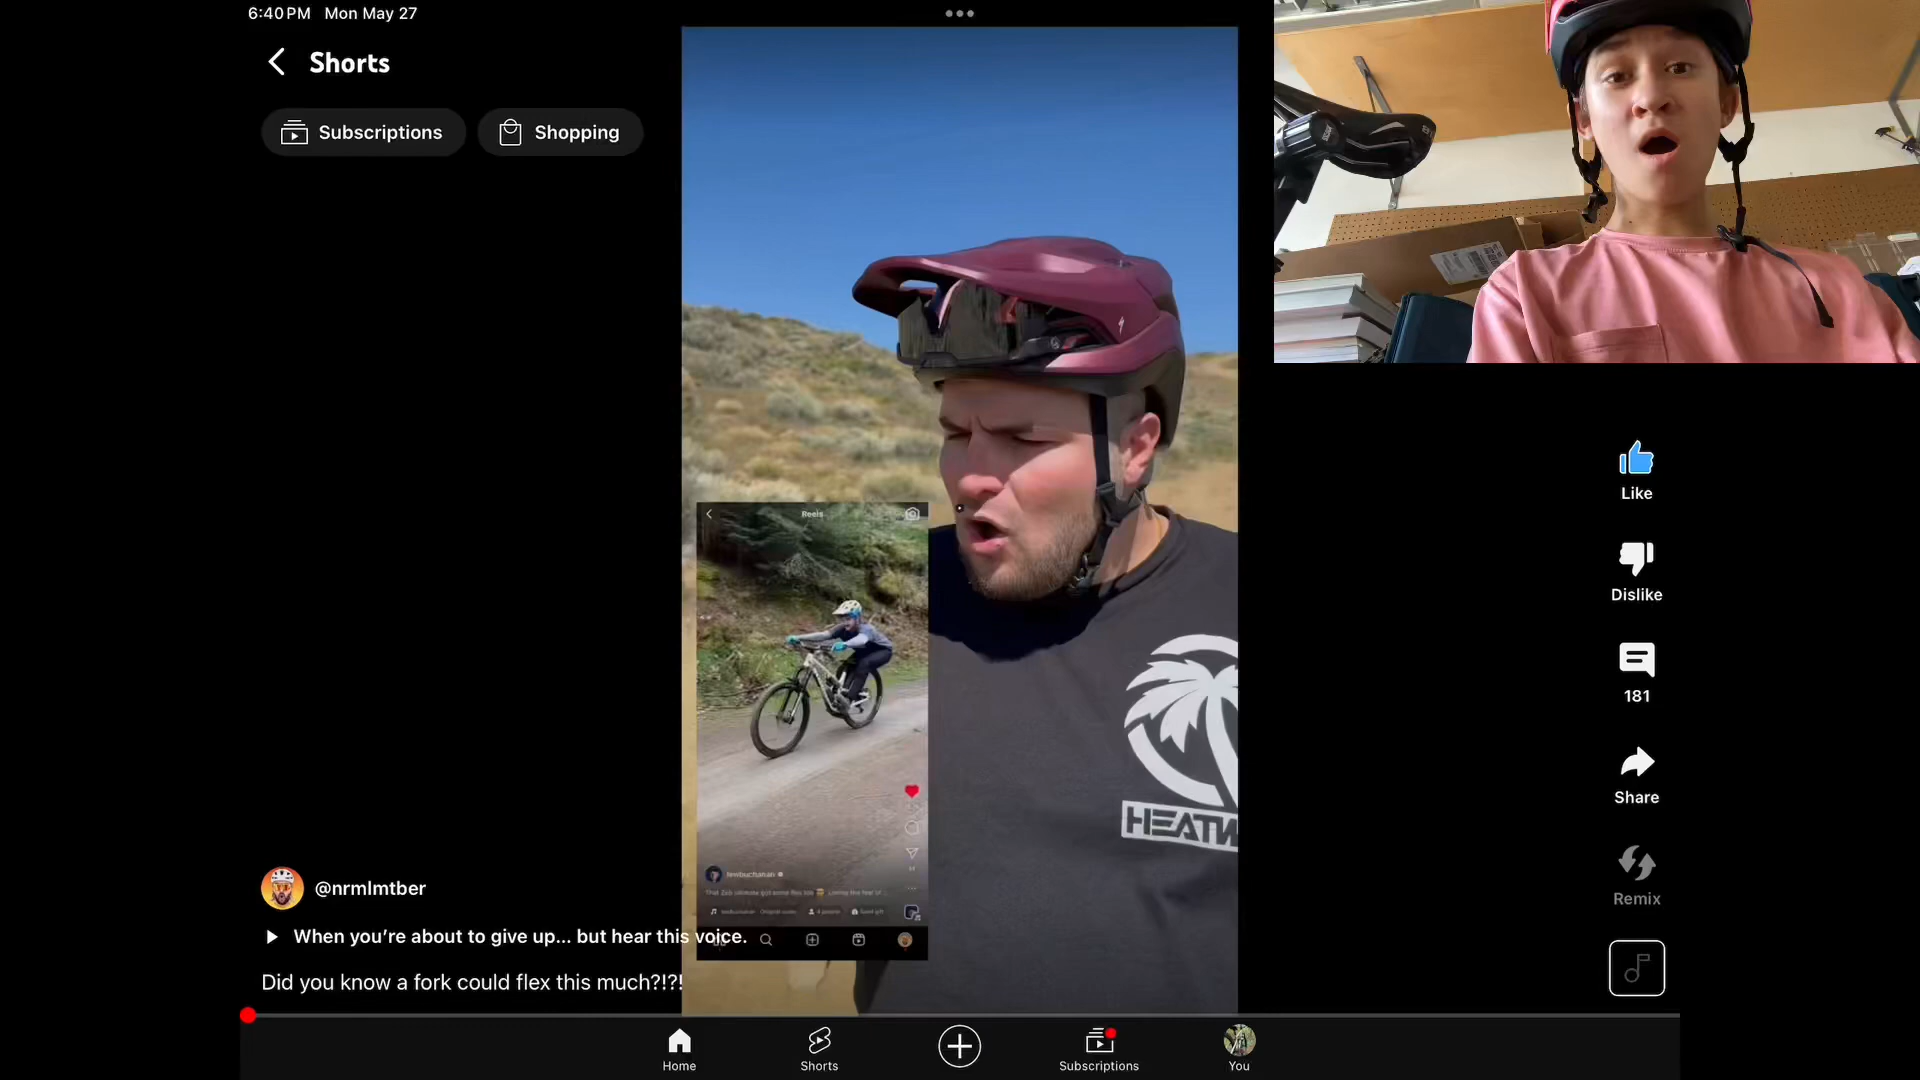 6:40 PM Mon May 27
Shorts
Subscriptions
Shopping
Reels
Like
Dislike
181
Share
Remix
HEATW
lewbuchanan
@nrmlmtber
When you're about to give up... but hear this voice.
Did you know a fork could flex this much?!?!
Home
Shorts
Subscriptions
You